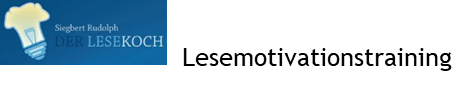 Siegbert Rudolph
DER LESEKOCH
Lesemotivationstraining